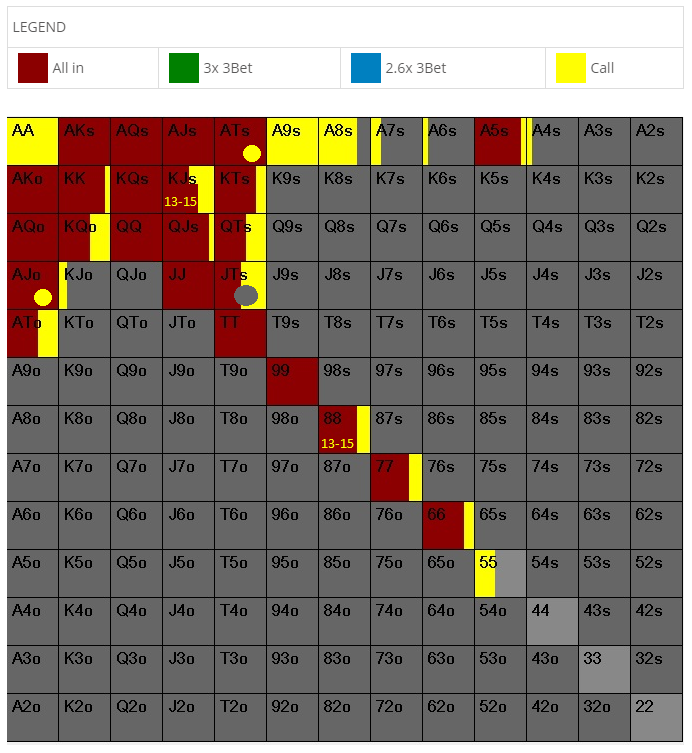 LEGEND
All in 3x 3Bet 2.6x 3Bet Call
AA AKs AQs AJs ATs A9s A8s A7s A6s A5s A4s A3s A2s
AKo KK KQs KJs KTs K9s K8s K7s K6s K5s K4s K3s K2s
13-15
AQo KQo QQ QJs QTs Q9s Q8s Q7s Q6s Q5s Q4s Q3s Q2s
AJo KJo QJo JJ JTs J9s J8s J7s J6s J5s J4s J3s J2s
ATo KTo QTo JTo TT T9s T8s T7s T6s T5s T4s T3s T2s
A9o K9o Q9o J9o T9o 99 98s 97s 96s 95s 94s 93s 92s
A8o K8o Q8o J8o T8o 98o 88 87s 86s 85s 84s 83s 82s
13-15
A7o K7o Q7o J7o T7o 97o 87o 77 76s 75s 74s 73s 72s
A6o K6o Q6o J6o T6o 96o 86o 76o 66 65s 64s 63s 62s
A5o K5o Q5o J5o T5o 95o 85o 75o 65o 55 54s 53s 52s
A4o K4o Q4o J4o T4o 94o 84o 74o 64o 54o 44 43s 42s
A3o K3o Q3o J3o T3o 93o 83o 73o 63o 53o 43o 33 32s
A2o K2o Q2o J2o T2o 92o 82o 72o 62o 52o 42o 32o 22